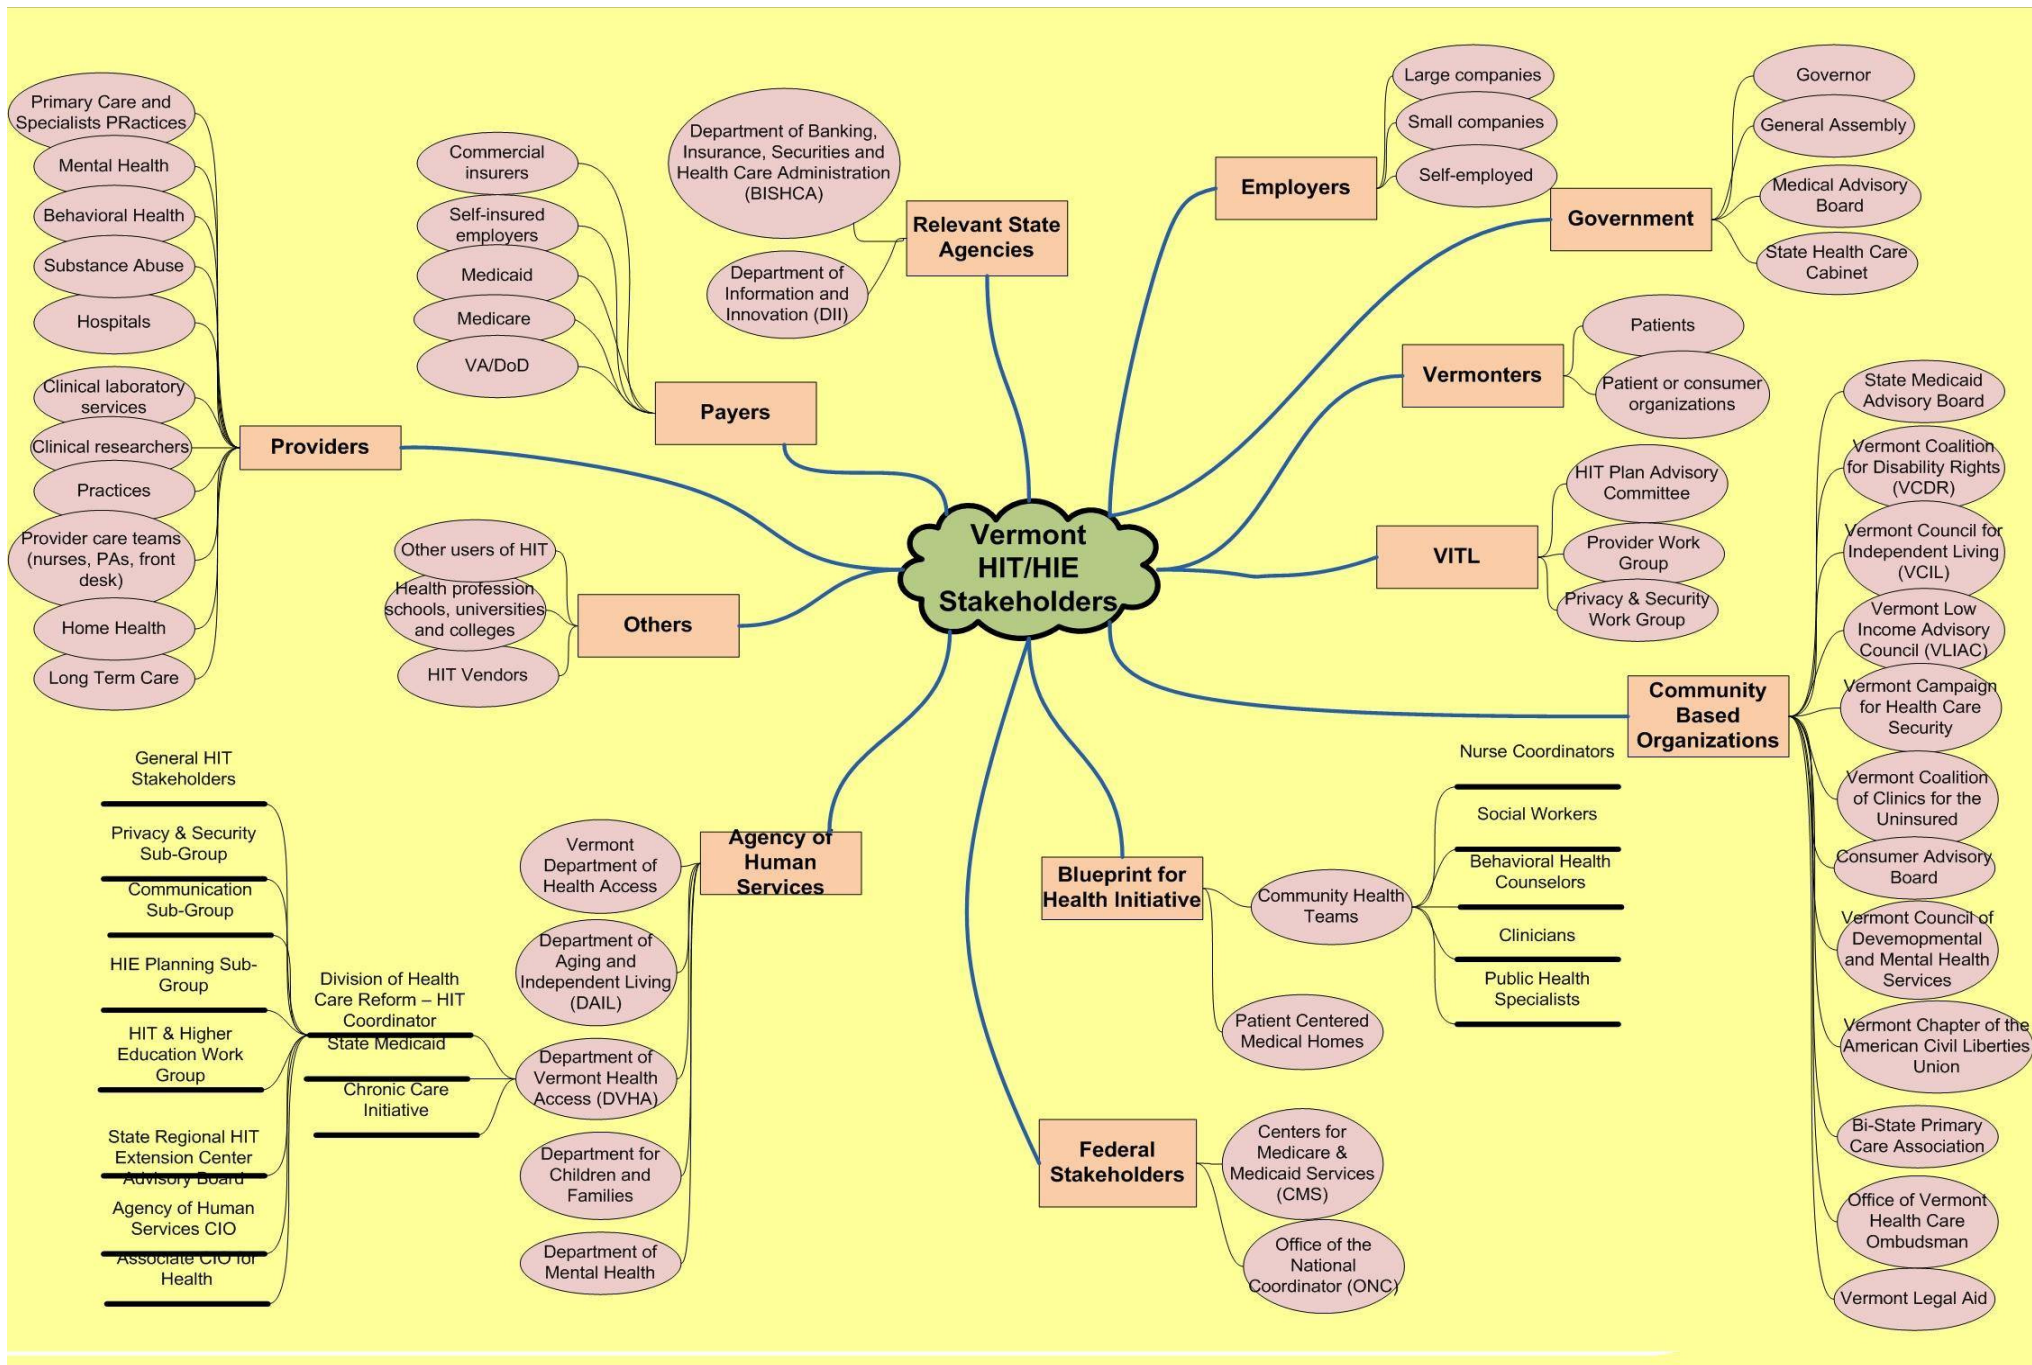 Primary Care and
Specialists PRactices
Mental Health
Behavioral Health
Substance Abuse
Hospitals
Clinical laboratory
services
Clinical researchers
Practices
Provider care teams
(nurses, PAs, front
desk)
Home Health
Long Term Care
Providers
Commercial
insurers
Self-insured
employers
Medicaid
Medicare
VA/DoD
Payers
Department of Banking,
Insurance, Securities and
Health Care Administration
(BISHCA)
Department of
Information and
Innovation (DII)
Relevant State
Agencies
Large companies
Small companies
Self-employed
Employers
Governor
General Assembly
Medical Advisory
Board
State Health Care
Cabinet
Government
Patients
Patient or consumer
organizations
Vermonters
HIT Plan Advisory
Committee
Provider Work
Group
Privacy & Security
Work Group
VITL
Vermont
HIT/HIE
Stakeholders
Other users of HIT
Health profession
schools, universities
and colleges
HIT Vendors
Others
State Medicaid
Advisory Board
Vermont Coalition
for Disability Rights
(VCDR)
Vermont Council for
Independent Living
(VCIL)
Vermont Low
Income Advisory
Council (VLIAC)
Vermont Campaign
for Health Care
Security
Vermont Coalition
of Clinics for the
Uninsured
Consumer Advisory
Board
Vermont Council of
Devemopmental
and Mental Health
Services
Vermont Chapter of the
American Civil Liberties
Union
Bi-State Primary
Care Association
Office of Vermont
Health Care
Ombudsman
Vermont Legal Aid
Community
Based
Organizations
General HIT
Stakeholders
Privacy & Security
Sub-Group
Communication
Sub-Group
HIE Planning Sub-
Group
HIT & Higher
Education Work
Group
State Regional HIT
Extension Center
Advisory Board
Agency of Human
Services CIO
Associate CIO for
Health
Division of Health
Care Reform – HIT
Coordinator
State Medicaid
Chronic Care
Initiative
Vermont
Department of
Health Access
Department of
Aging and
Independent Living
(DAIL)
Department of
Vermont Health
Access (DVHA)
Department for
Children and
Families
Department of
Mental Health
Agency of
Human
Services
Blueprint for
Health Initiative
Community Health
Teams
Patient Centered
Medical Homes
Nurse Coordinators
Social Workers
Behavioral Health
Counselors
Clinicians
Public Health
Specialists
Federal
Stakeholders
Centers for
Medicare &
Medicaid Services
(CMS)
Office of the
National
Coordinator (ONC)